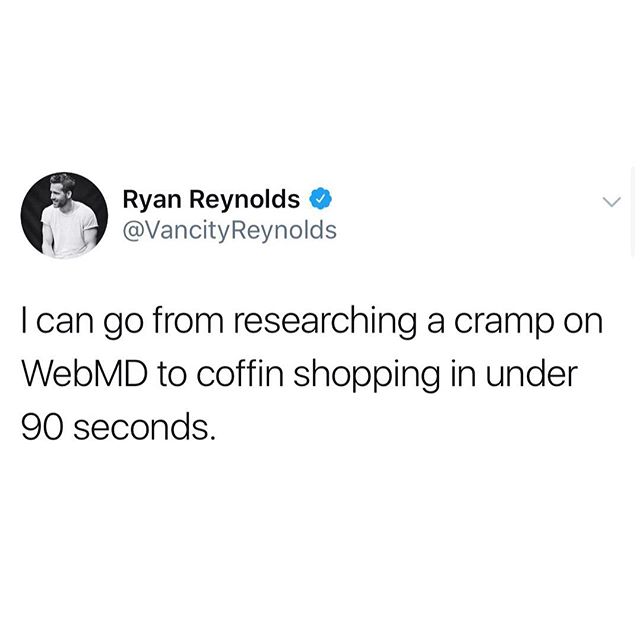 Ryan Reynolds
@VancityReynolds
I can go from researching a cramp on
WebMD to coffin shopping in under
90 seconds.